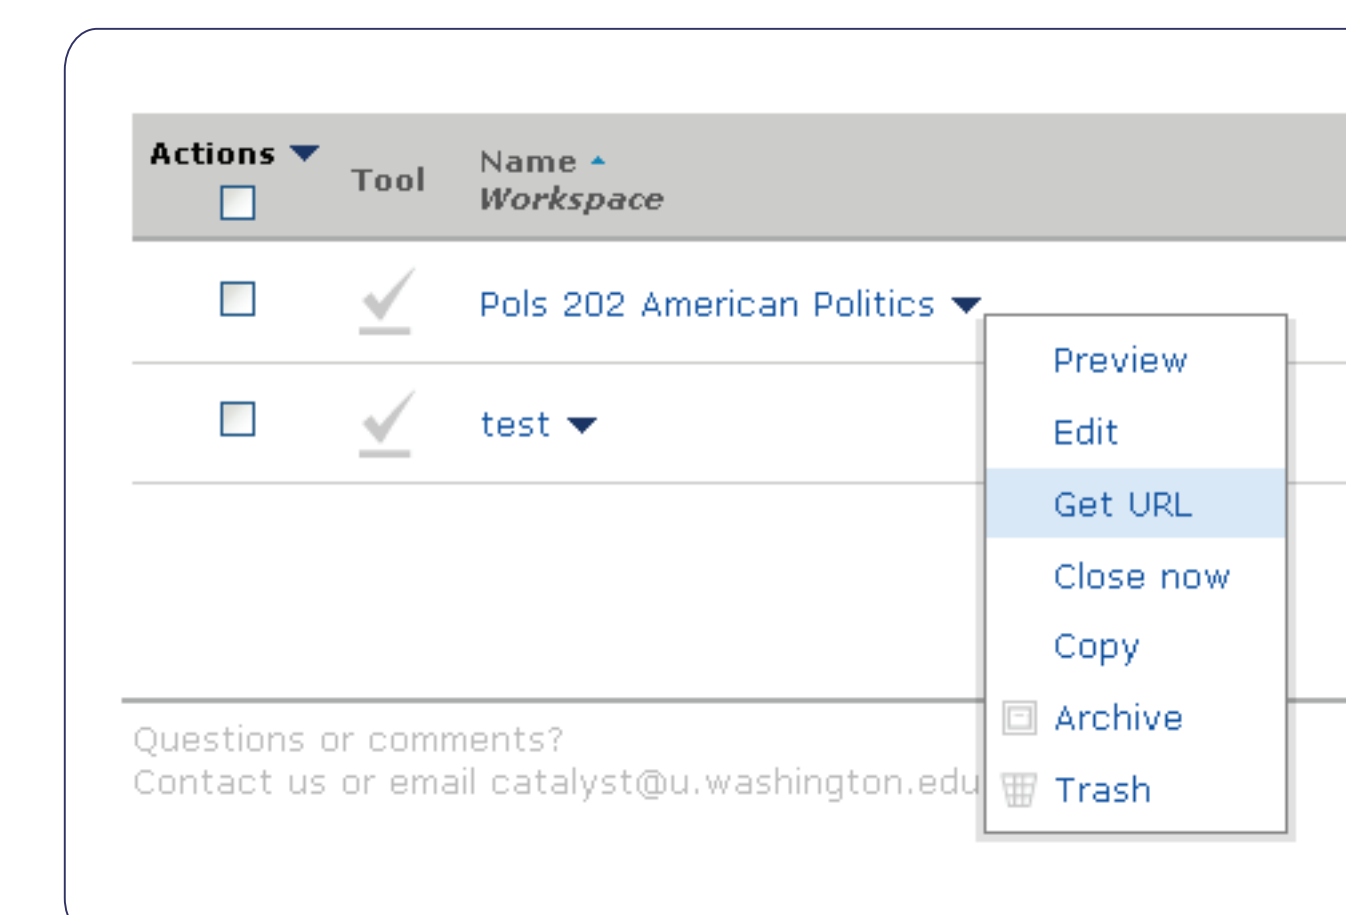 Actions
Tool
Name
Workspace
Pols 202 American Politics
test
Preview
Edit
Get URL
Close now
Copy
Archive
Trash
Questions or comments?
Contact us or email catalyst@u.washington.edu